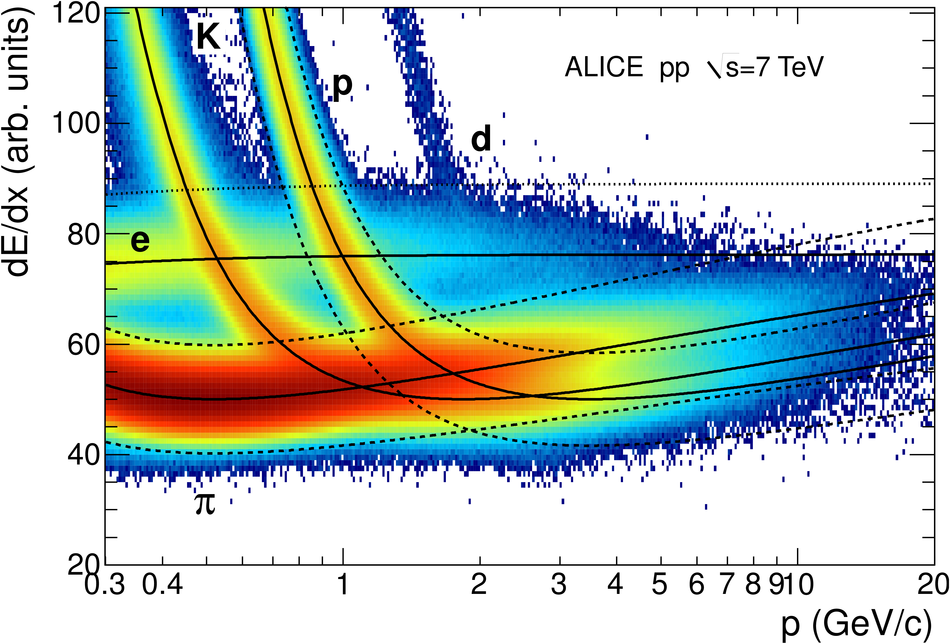 dE/dx (arb. units)
120
100
80
60
40
20
K
p
d
e
π
ALICE pp √s=7 TeV
0.3 0.4 1 2 3 4 5 6 7 8 9 10 20
p (GeV/c)